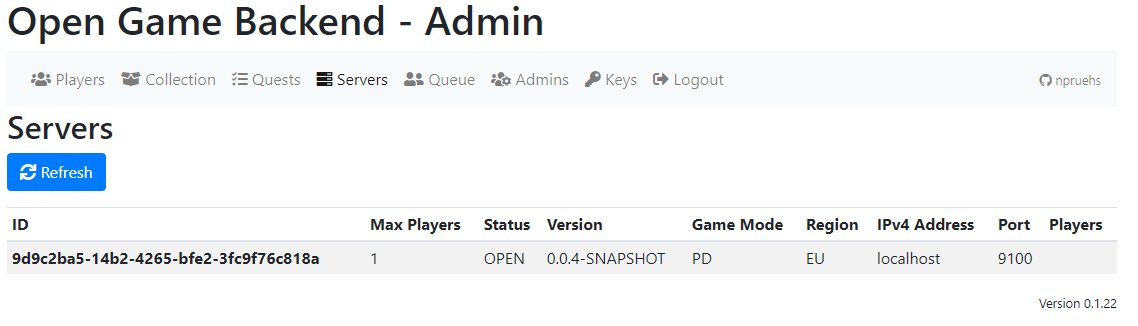 Open Game Backend - Admin
Players Collection Quests Servers Queue Admins Keys Logout npruehs
Servers
Refresh
ID Max Players Status Version Game Mode Region IPv4 Address Port Players
9d9c2ba5-14b2-4265-bfe2-3fc9f76c818a 1 OPEN 0.0.4-SNAPSHOT PD EU localhost 9100
Version 0.1.22